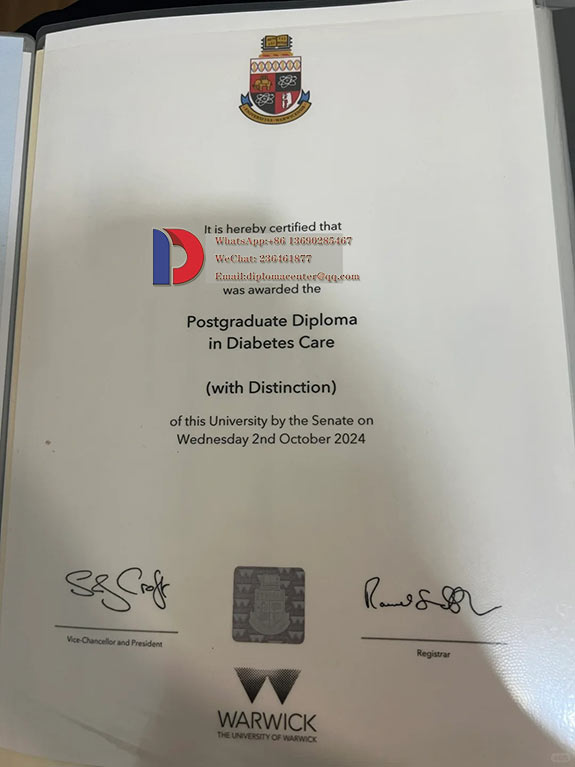 It is hereby certified that
WhatsApp:+86 13690285467
WeChat: 236461877
Email:diplomacenter@qq.com
was awarded the
Postgraduate Diploma
in Diabetes Care
(with Distinction)
of this University by the Senate on
Wednesday 2nd October 2024
Vice-Chancellor and President
Registrar
WARWICK
THE UNIVERSITY OF WARWICK